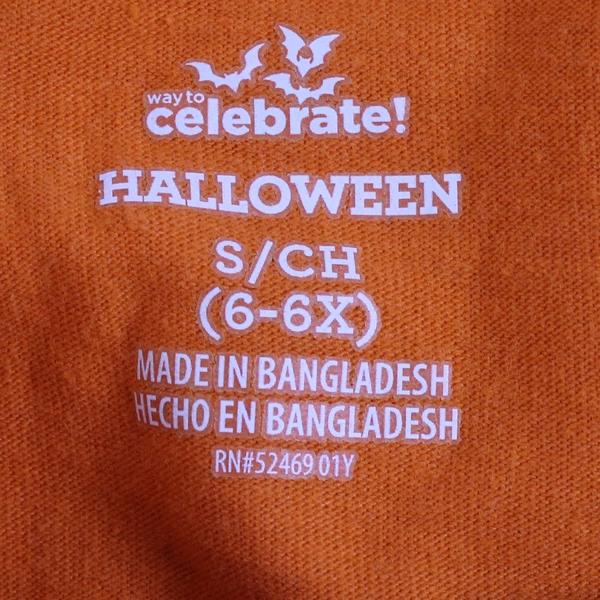 way to
celebrate!
HALLOWEEN
S/CH
(6-6X)
MADE IN BANGLADESH
HECHO EN BANGLADESH
RN#52469 01Y